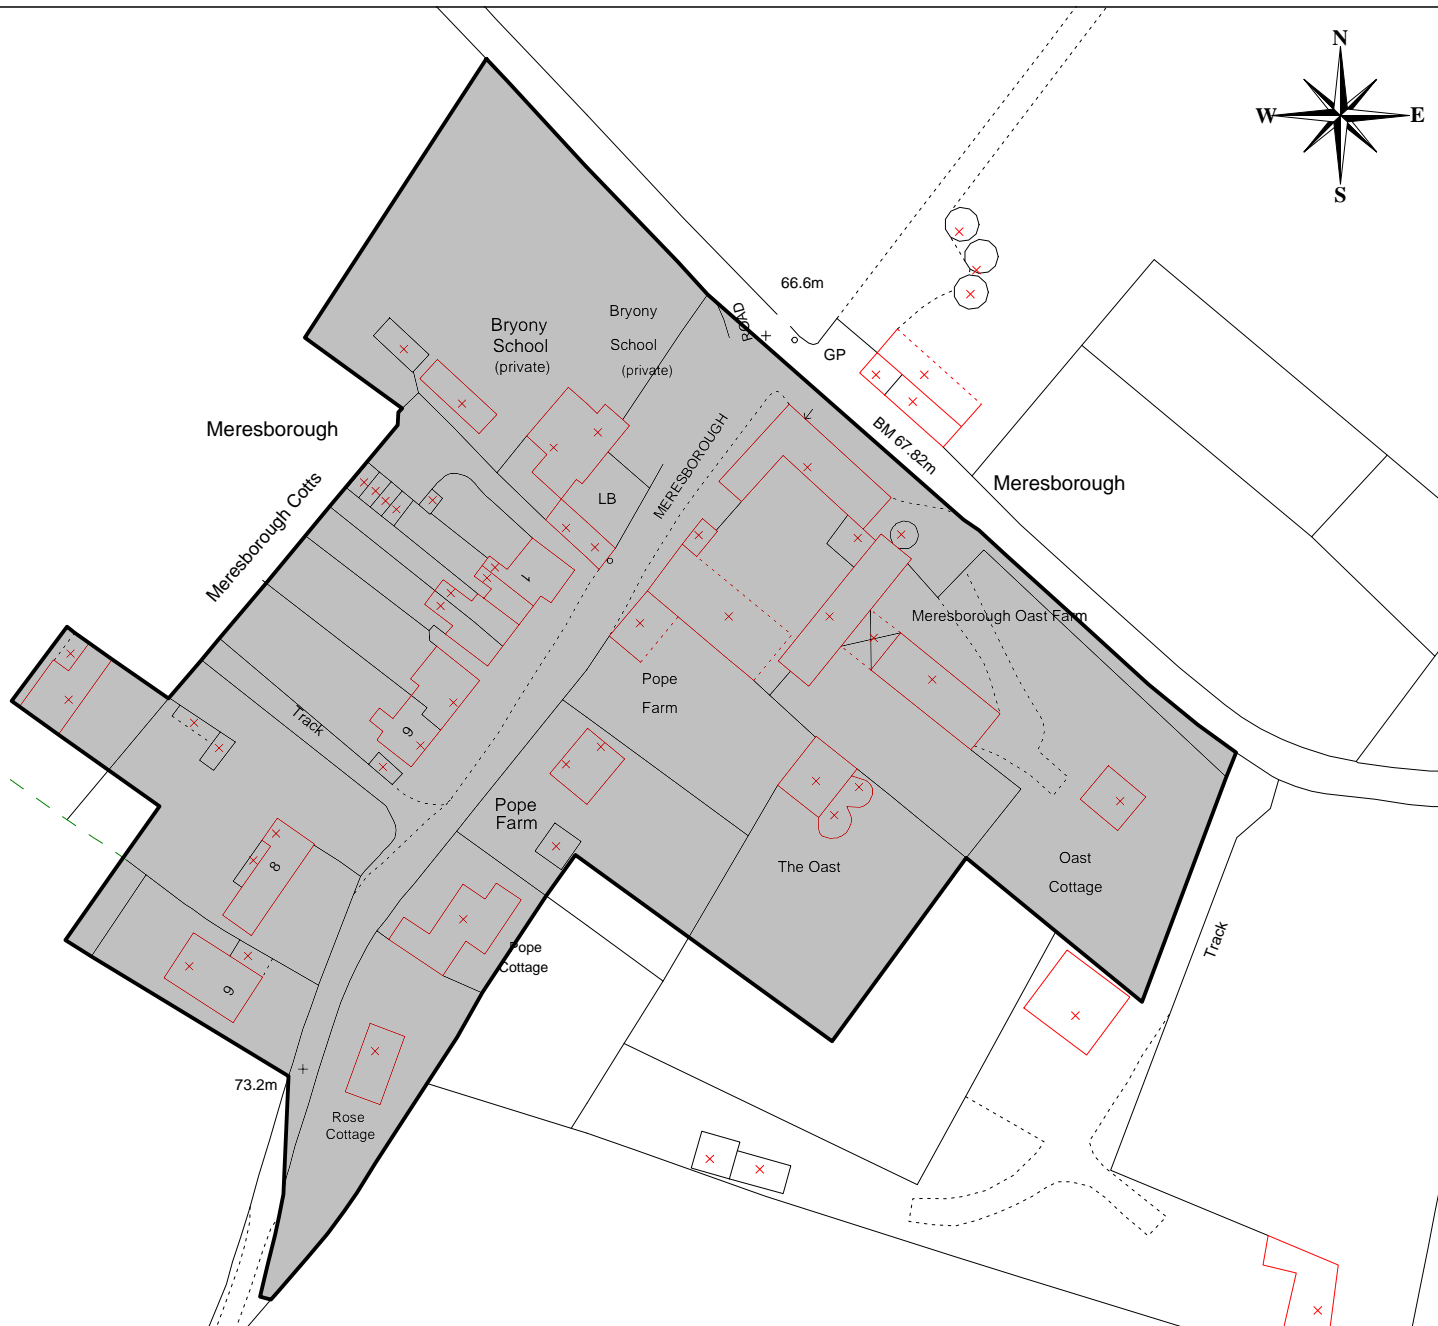 N
W
E
S
66.6m
ROAD
GP
Bryony
School
(private)
Bryony
School
(private)
Meresborough
MERESBOROUGH
BM 67.82m
Meresborough
Meresborough Cotts
LB
1
Meresborough Oast Farm
Pope
Farm
Track
6
Pope
Farm
The Oast
Oast
Cottage
8
Pope
Cottage
Track
9
73.2m
Rose
Cottage